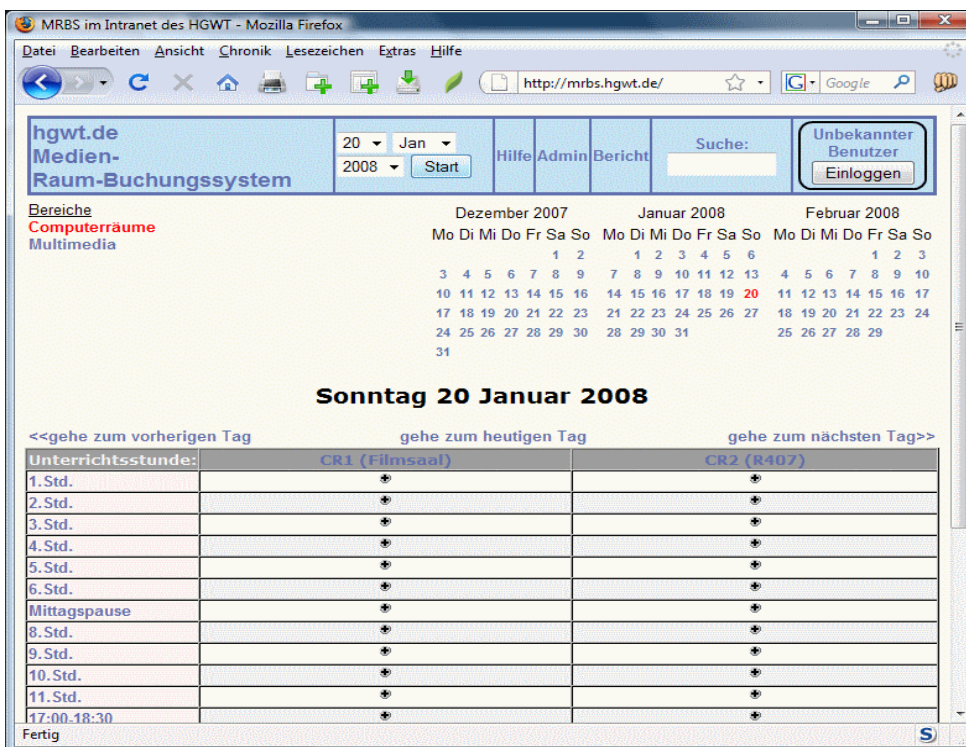 MRBS im Intranet des HGWT - Mozilla Firefox
Datei Bearbeiten Ansicht Chronik Lesezeichen Extras Hilfe
http://mrbs.hgwt.de/ G Google
hgwt.de
Medien-
Raum-Buchungssystem
20 Jan
2008 Start
Hilfe Admin Bericht
Suche:
Unbekannter
Benutzer
Einloggen
Bereiche
Computerräume
Multimedia
Dezember 2007
Mo Di Mi Do Fr Sa So
1 2
3 4 5 6 7 8 9
10 11 12 13 14 15 16
17 18 19 20 21 22 23
24 25 26 27 28 29 30
31
Januar 2008
Mo Di Mi Do Fr Sa So
1 2 3 4 5 6
7 8 9 10 11 12 13
14 15 16 17 18 19 20
21 22 23 24 25 26 27
28 29 30 31
Februar 2008
Mo Di Mi Do Fr Sa So
1 2 3
4 5 6 7 8 9 10
11 12 13 14 15 16 17
18 19 20 21 22 23 24
25 26 27 28 29
Sonntag 20 Januar 2008
<<gehe zum vorherigen Tag gehe zum heutigen Tag gehe zum nächsten Tag>>
Unterrichtsstunde: CR1 (Filmsaal) CR2 (R407)
1.Std.
2.Std.
3.Std.
4.Std.
5.Std.
6.Std.
Mittagspause
8.Std.
9.Std.
10.Std.
11.Std.
17:00-18:30
Fertig S